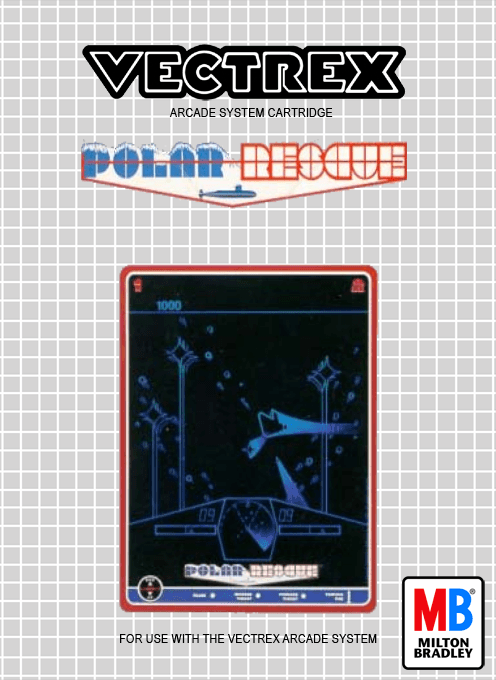 VECTREX
ARCADE SYSTEM CARTRIDGE
POLAR RESCUE
1000
09 09
POLAR RESCUE
FOR USE WITH THE VECTREX ARCADE SYSTEM
MB®
MILTON
BRADLEY